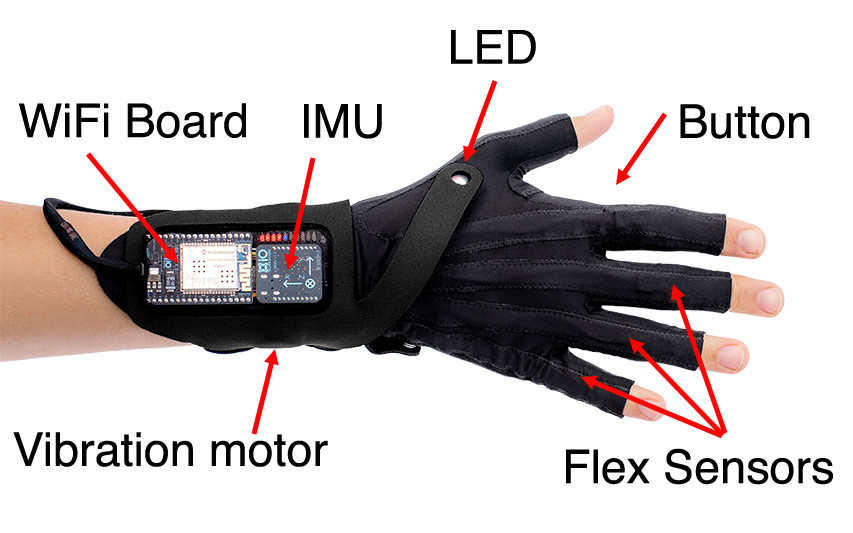 LED
WiFi Board
IMU
Button
Vibration motor
Flex Sensors